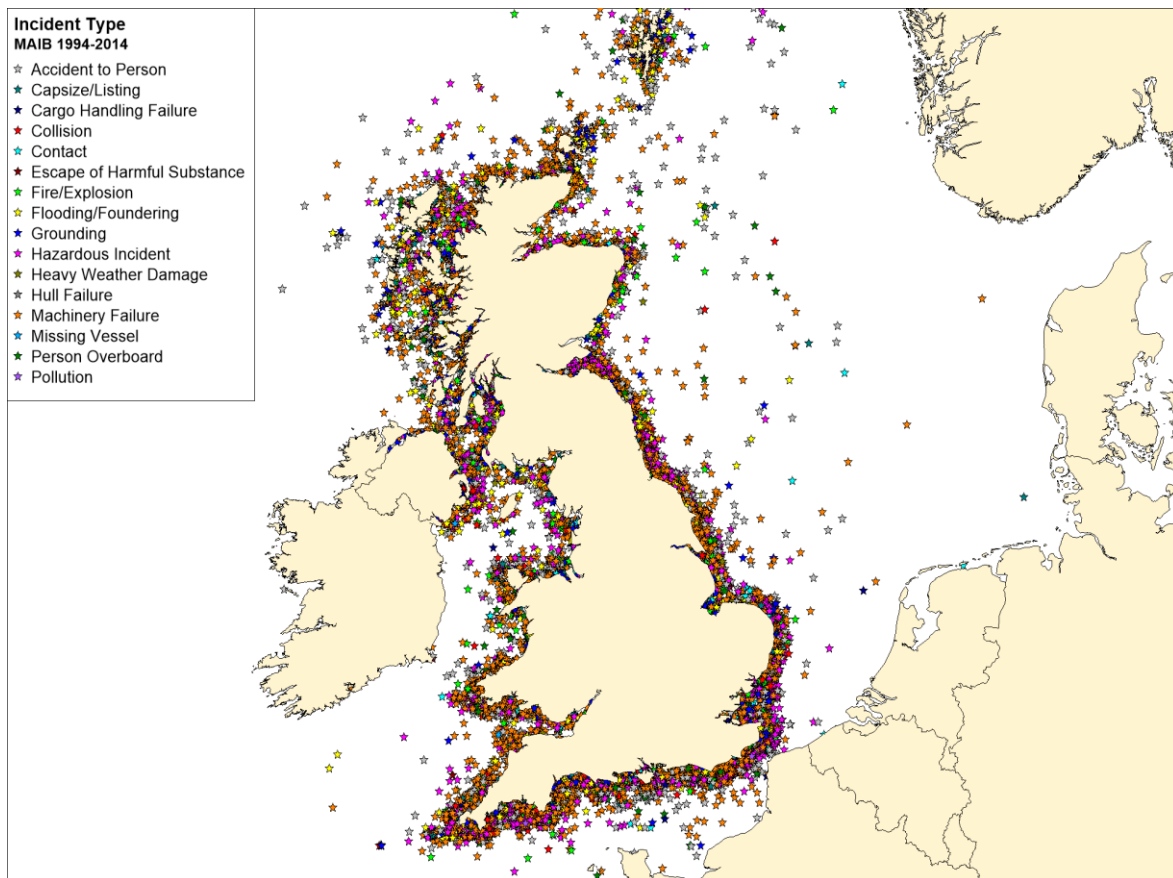 Incident Type
MAIB 1994-2014
Accident to Person
Capsize/Listing
Cargo Handling Failure
Collision
Contact
Escape of Harmful Substance
Fire/Explosion
Flooding/Foundering
Grounding
Hazardous Incident
Heavy Weather Damage
Hull Failure
Machinery Failure
Missing Vessel
Person Overboard
Pollution